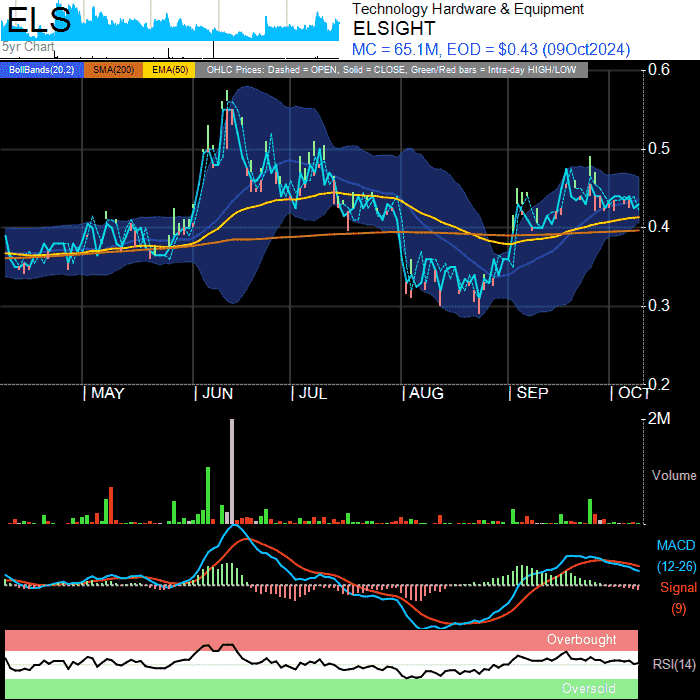 ELS
5yr Chart
Technology Hardware & Equipment
ELSIGHT
MC = 65.1M, EOD = $0.43 (09Oct2024)
BollBands(20,2) SMA(200) EMA(50) OHLC Prices: Dashed = OPEN, Solid = CLOSE, Green/Red bars = Intra-day HIGH/LOW
0.6
0.5
0.4
0.3
0.2
| MAY | JUN | JUL | AUG | SEP | OCT
2M
Volume
MACD
(12-26)
Signal
(9)
Overbought
RSI(14)
Oversold